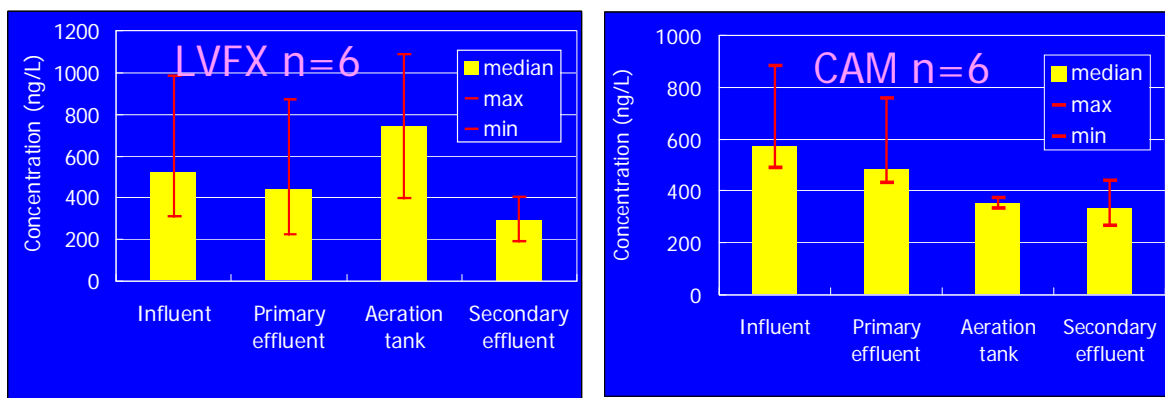 LVFX n=6
Concentration (ng/L)
1200
1000
800
600
400
200
0
median
max
min
Influent
Primary
effluent
Aeration
tank
Secondary
effluent
CAM n=6
Concentration (ng/L)
1000
800
600
400
200
0
median
max
min
Influent
Primary
effluent
Aeration
tank
Secondary
effluent